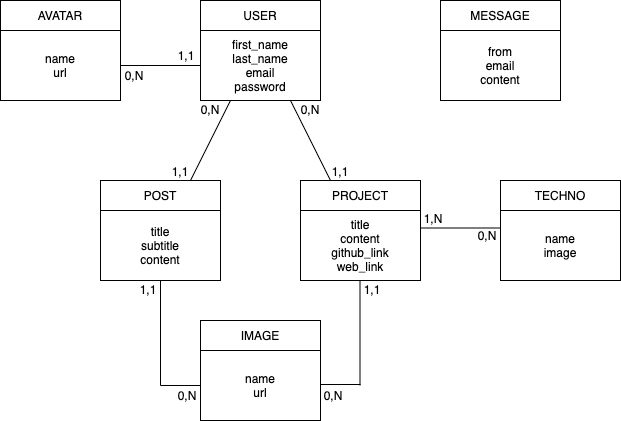 AVATAR
name
url
USER
first_name
last_name
email
password
MESSAGE
from
email
content
1,1
0,N
0,N
0,N
1,1
1,1
POST
title
subtitle
content
PROJECT
title
content
github_link
web_link
TECHNO
name
image
1,N
0,N
1,1
1,1
IMAGE
name
url
0,N
0,N